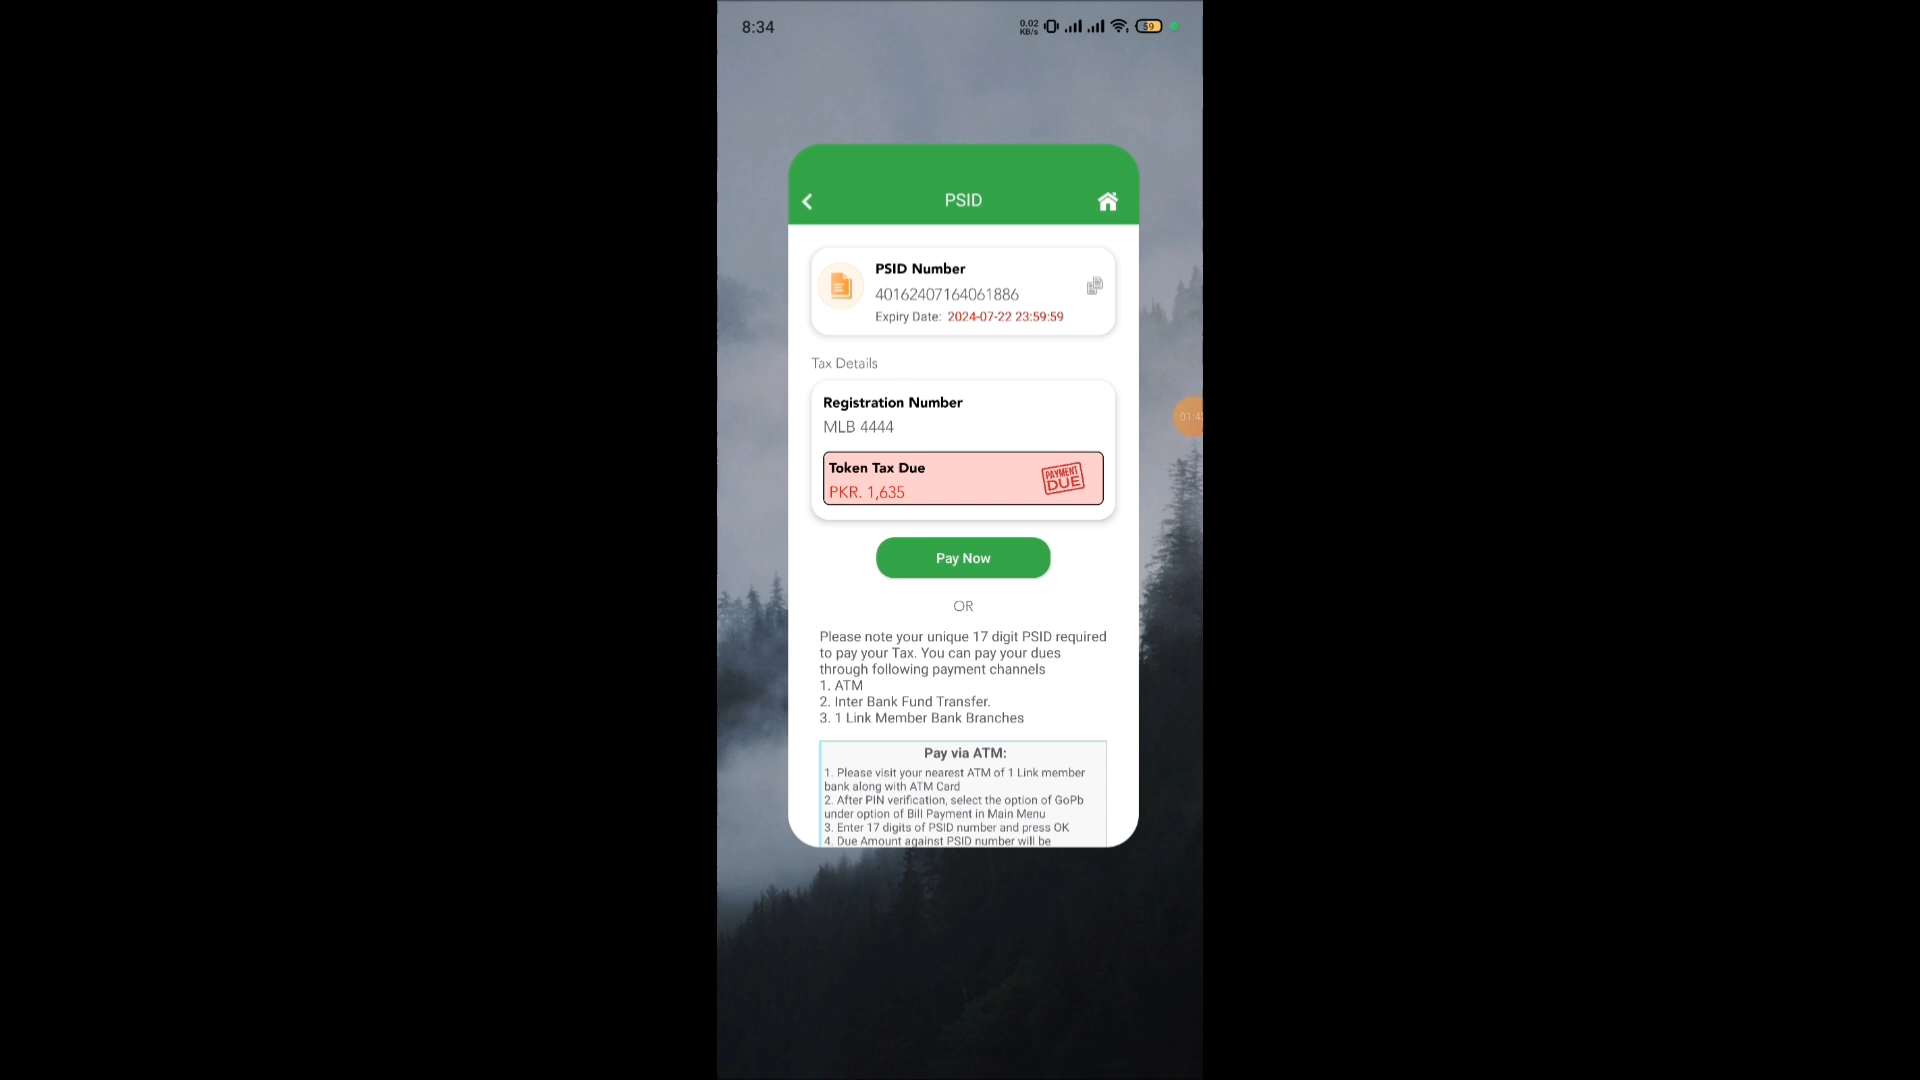 8:34
0.02
KB/s
59
PSID
PSID Number
40162407164061886
Expiry Date: 2024-07-22 23:59:59
Tax Details
Registration Number
MLB 4444
Token Tax Due
PKR. 1,635
PAYMENT
DUE
Pay Now
OR
Please note your unique 17 digit PSID required
to pay your Tax. You can pay your dues
through following payment channels
1. ATM
2. Inter Bank Fund Transfer.
3. 1 Link Member Bank Branches
Pay via ATM:
1. Please visit your nearest ATM of 1 Link member
bank along with ATM Card
2. After PIN verification, select the option of GoPb
under option of Bill Payment in Main Menu
3. Enter 17 digits of PSID number and press OK
4. Due Amount against PSID number will be